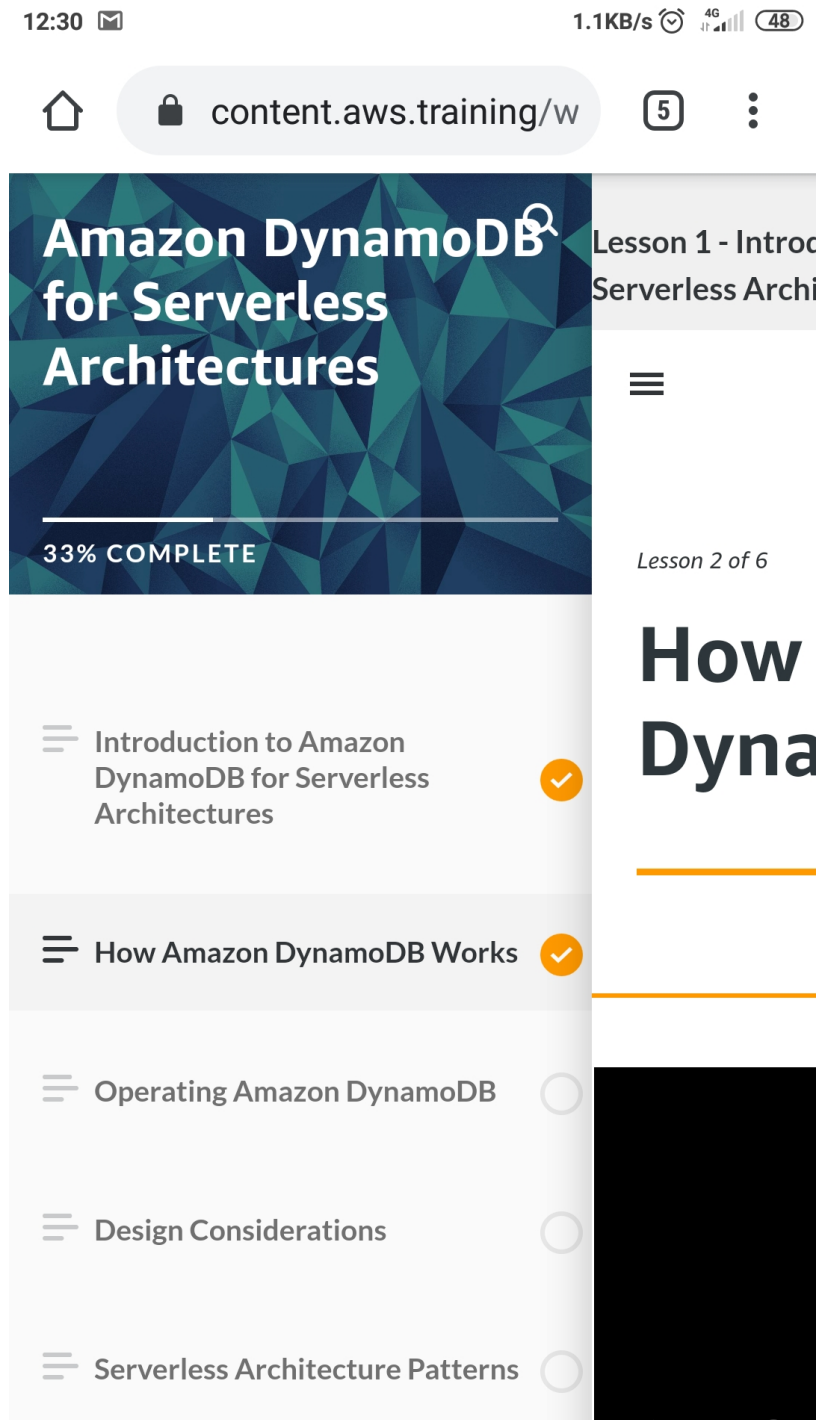 12:30
1.1KB/s
4G
48
content.aws.training/w
5
Amazon DynamoDB
for Serverless
Architectures
33% COMPLETE
Introduction to Amazon
DynamoDB for Serverless
Architectures
How Amazon DynamoDB Works
Operating Amazon DynamoDB
Design Considerations
Serverless Architecture Patterns
Lesson 1 - Introd
Serverless Archi
Lesson 2 of 6
How
Dyna